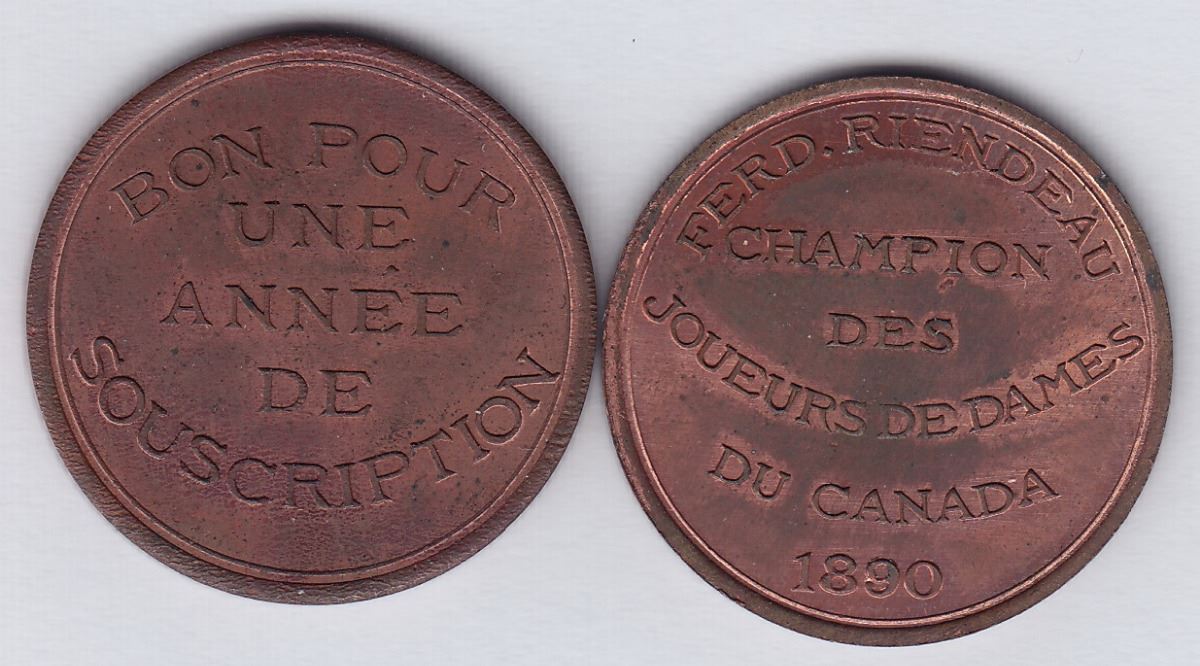 BON POUR
UNE
ANNÉE
DE
SOUSCRIPTION
FERD. RIENDEAU
CHAMPION
DES
JOUEURS DE DAMES
DU CANADA
1890